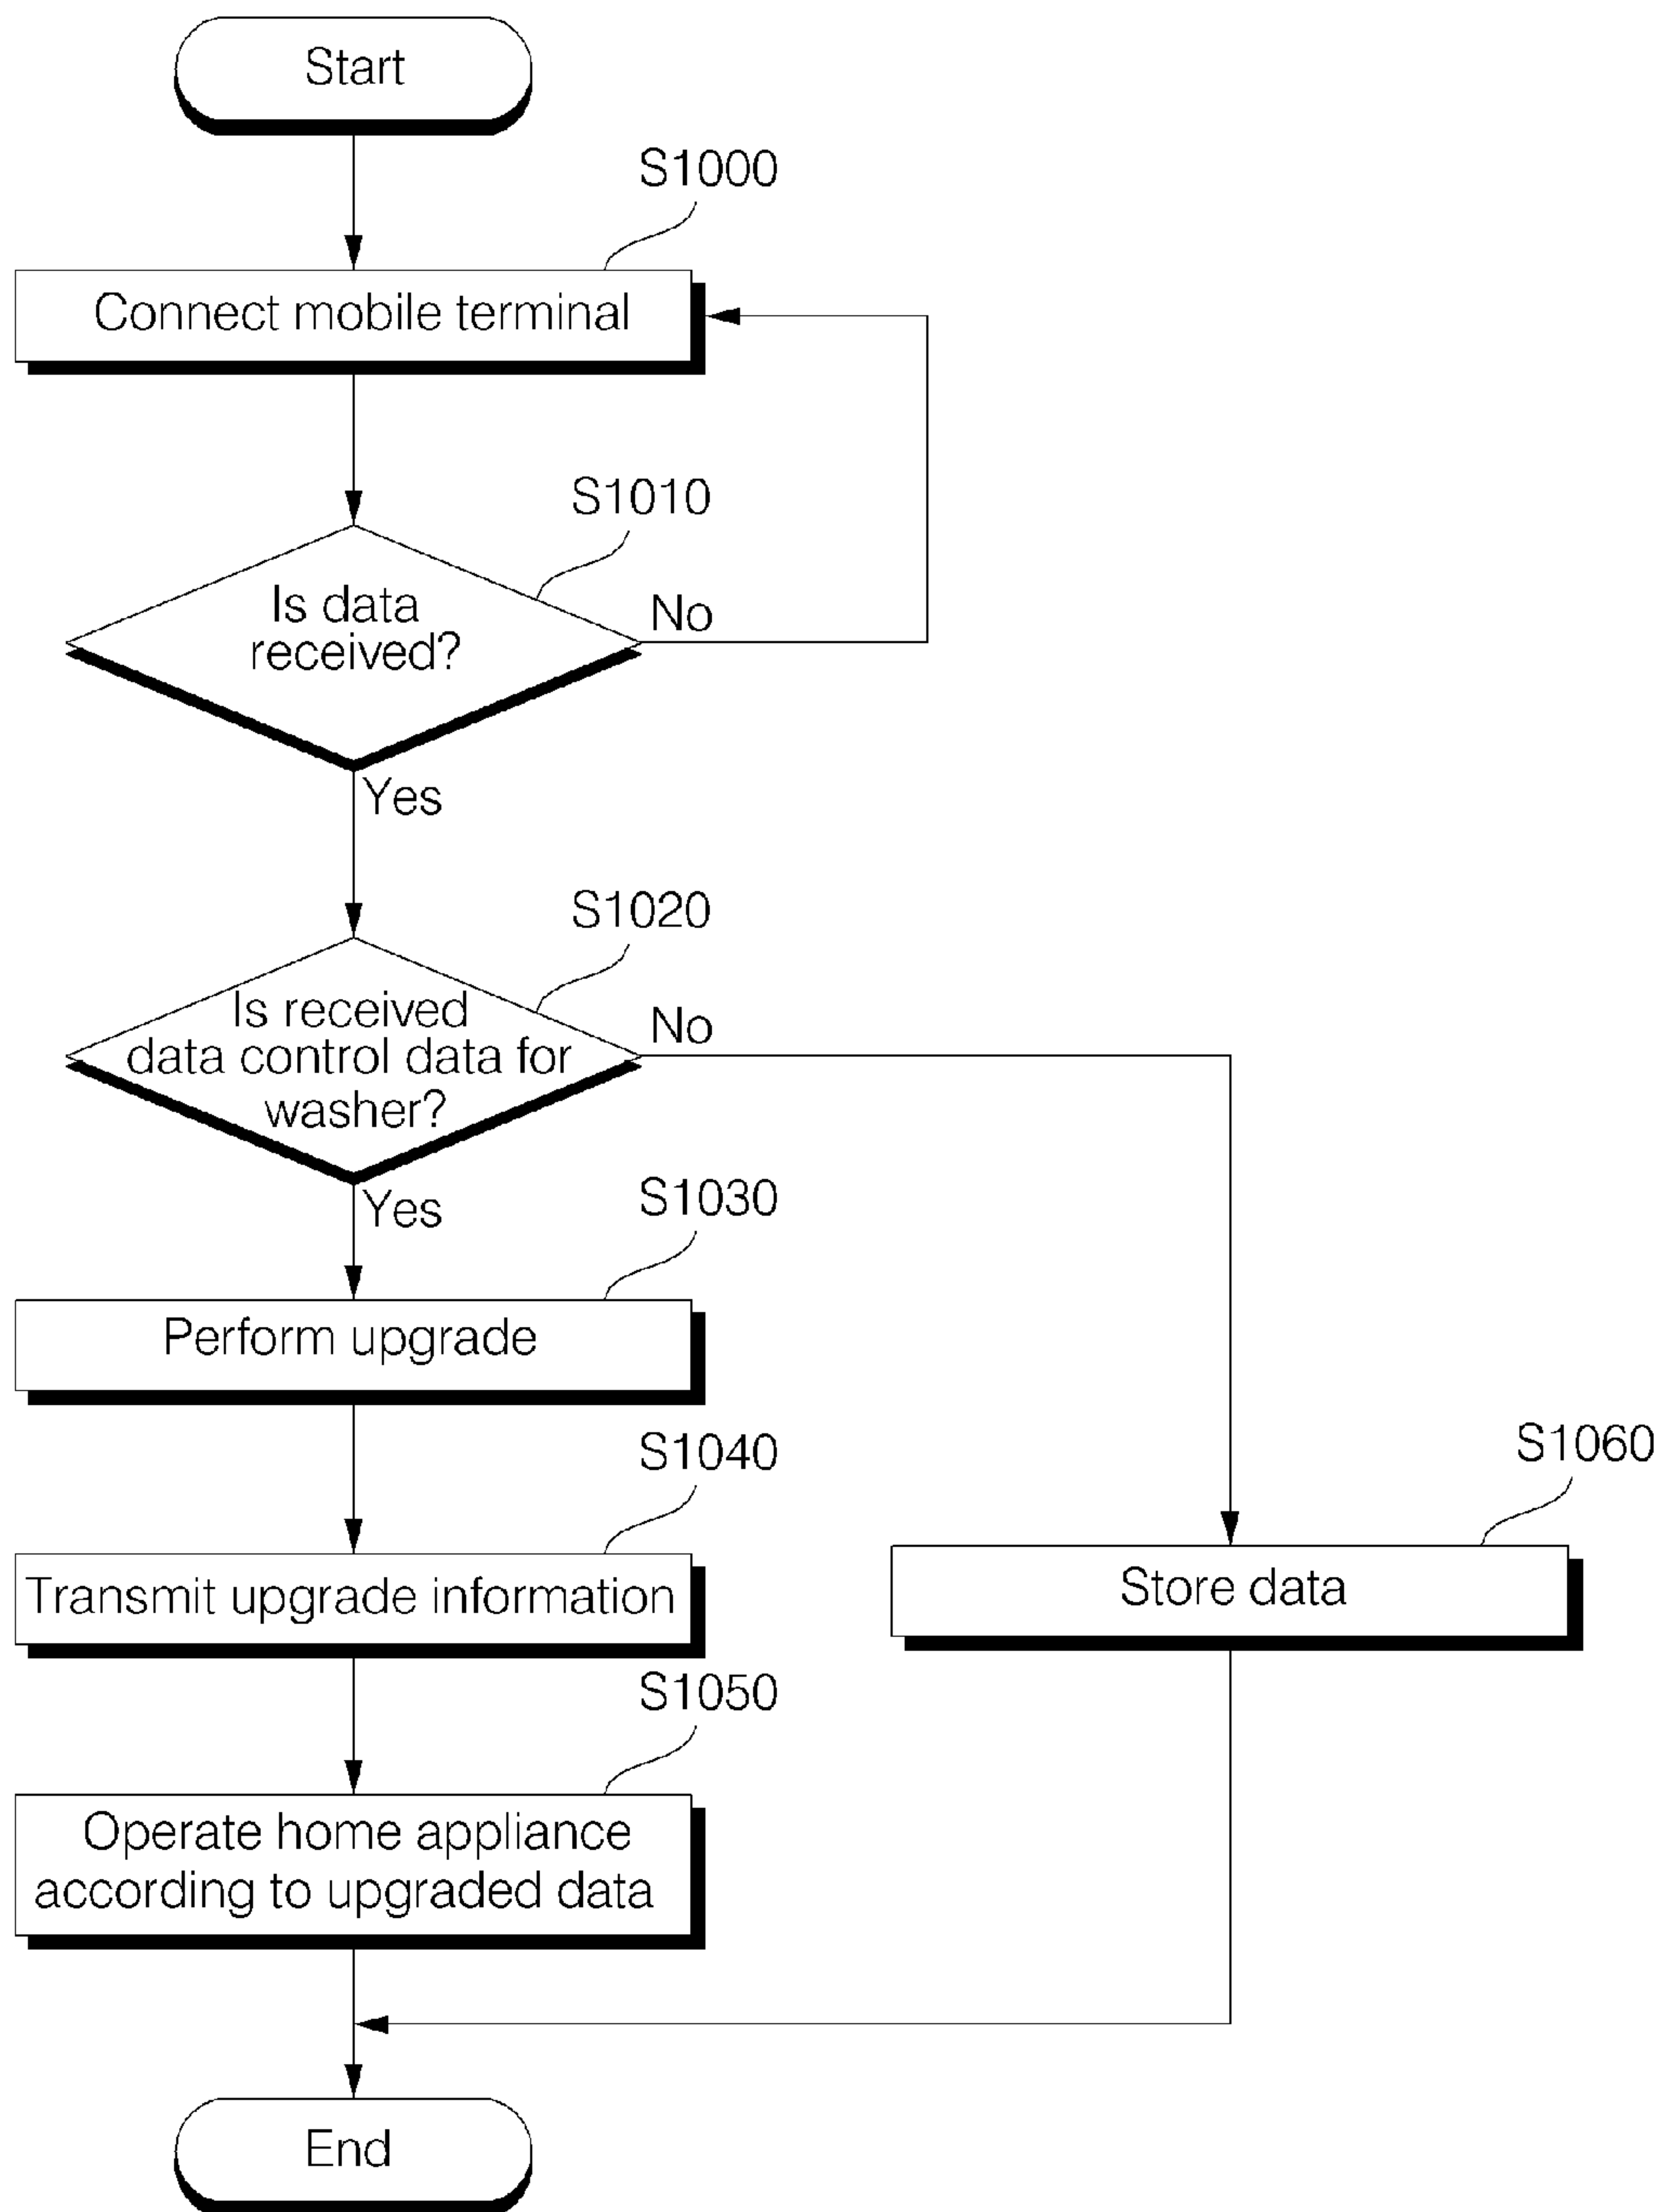 Start
S1000
Connect mobile terminal
S1010
Is data
received?
No
Yes
S1020
Is received
data control data for
washer?
No
Yes
S1030
Perform upgrade
S1040
Transmit upgrade information
S1060
Store data
S1050
Operate home appliance
according to upgraded data
End